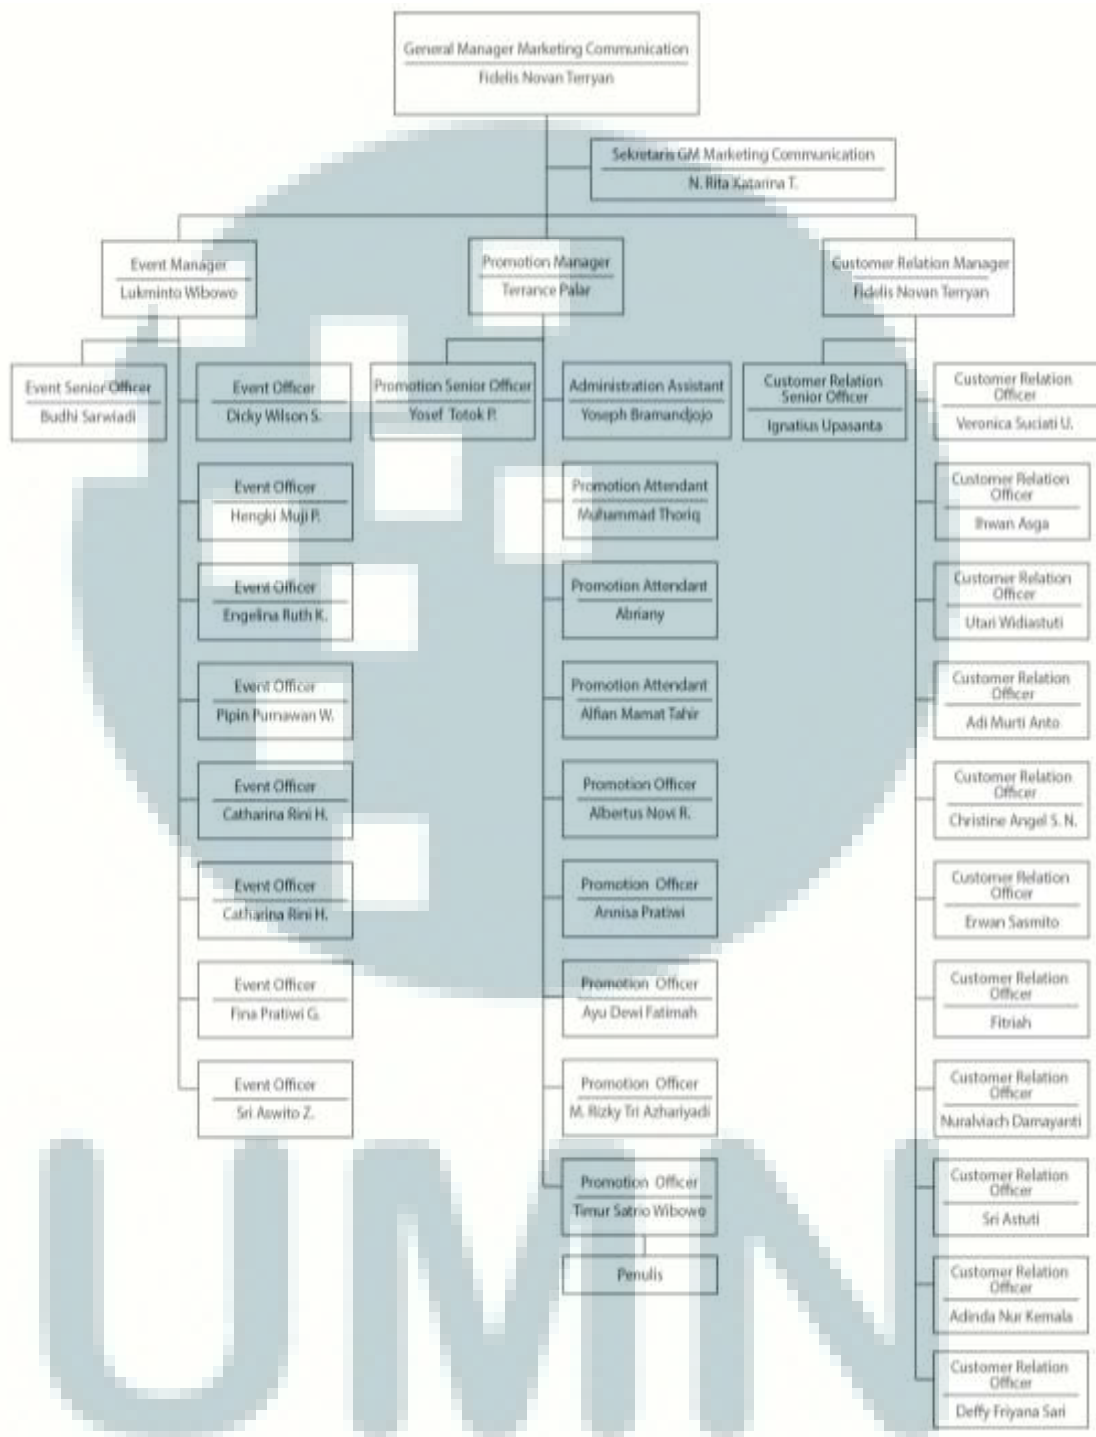 General Manager Marketing Communication
Fidelis Novan Terryan
Sekretaris GM Marketing Communication
N. Rita Katarina T.
Event Manager
Lukminto Wibowo
Promotion Manager
Terrance Palar
Customer Relation Manager
Fidelis Novan Terryan
Event Senior Officer
Budhi Sarwiadi
Event Officer
Dicky Wilson S.
Event Officer
Hengki Muji P.
Event Officer
Engelina Ruth K.
Event Officer
Pipin Purnawan W.
Event Officer
Catharina Rini H.
Event Officer
Catharina Rini H.
Event Officer
Fina Pratiwi G.
Event Officer
Sri Aswito Z.
Promotion Senior Officer
Yosef Totok P.
Administration Assistant
Yoseph Bramandjojo
Promotion Attendant
Muhammad Thoriq
Promotion Attendant
Abriany
Promotion Attendant
Alfian Mamat Tahir
Promotion Officer
Albertus Novi R.
Promotion Officer
Annisa Pratiwi
Promotion Officer
Ayu Dewi Fatimah
Promotion Officer
M. Rizky Tri Azhariyadi
Promotion Officer
Timur Satrio Wibowo
Penulis
Customer Relation
Senior Officer
Ignatius Upasanta
Customer Relation
Officer
Veronica Suciati U.
Customer Relation
Officer
Ihwan Asga
Customer Relation
Officer
Utari Widiastuti
Customer Relation
Officer
Adi Murti Anto
Customer Relation
Officer
Christine Angel S. N.
Customer Relation
Officer
Erwan Sasmito
Customer Relation
Officer
Fitriah
Customer Relation
Officer
Nuralviach Damayanti
Customer Relation
Officer
Sri Astuti
Customer Relation
Officer
Adinda Nur Kemala
Customer Relation
Officer
Deffy Friyana Sari
UMN